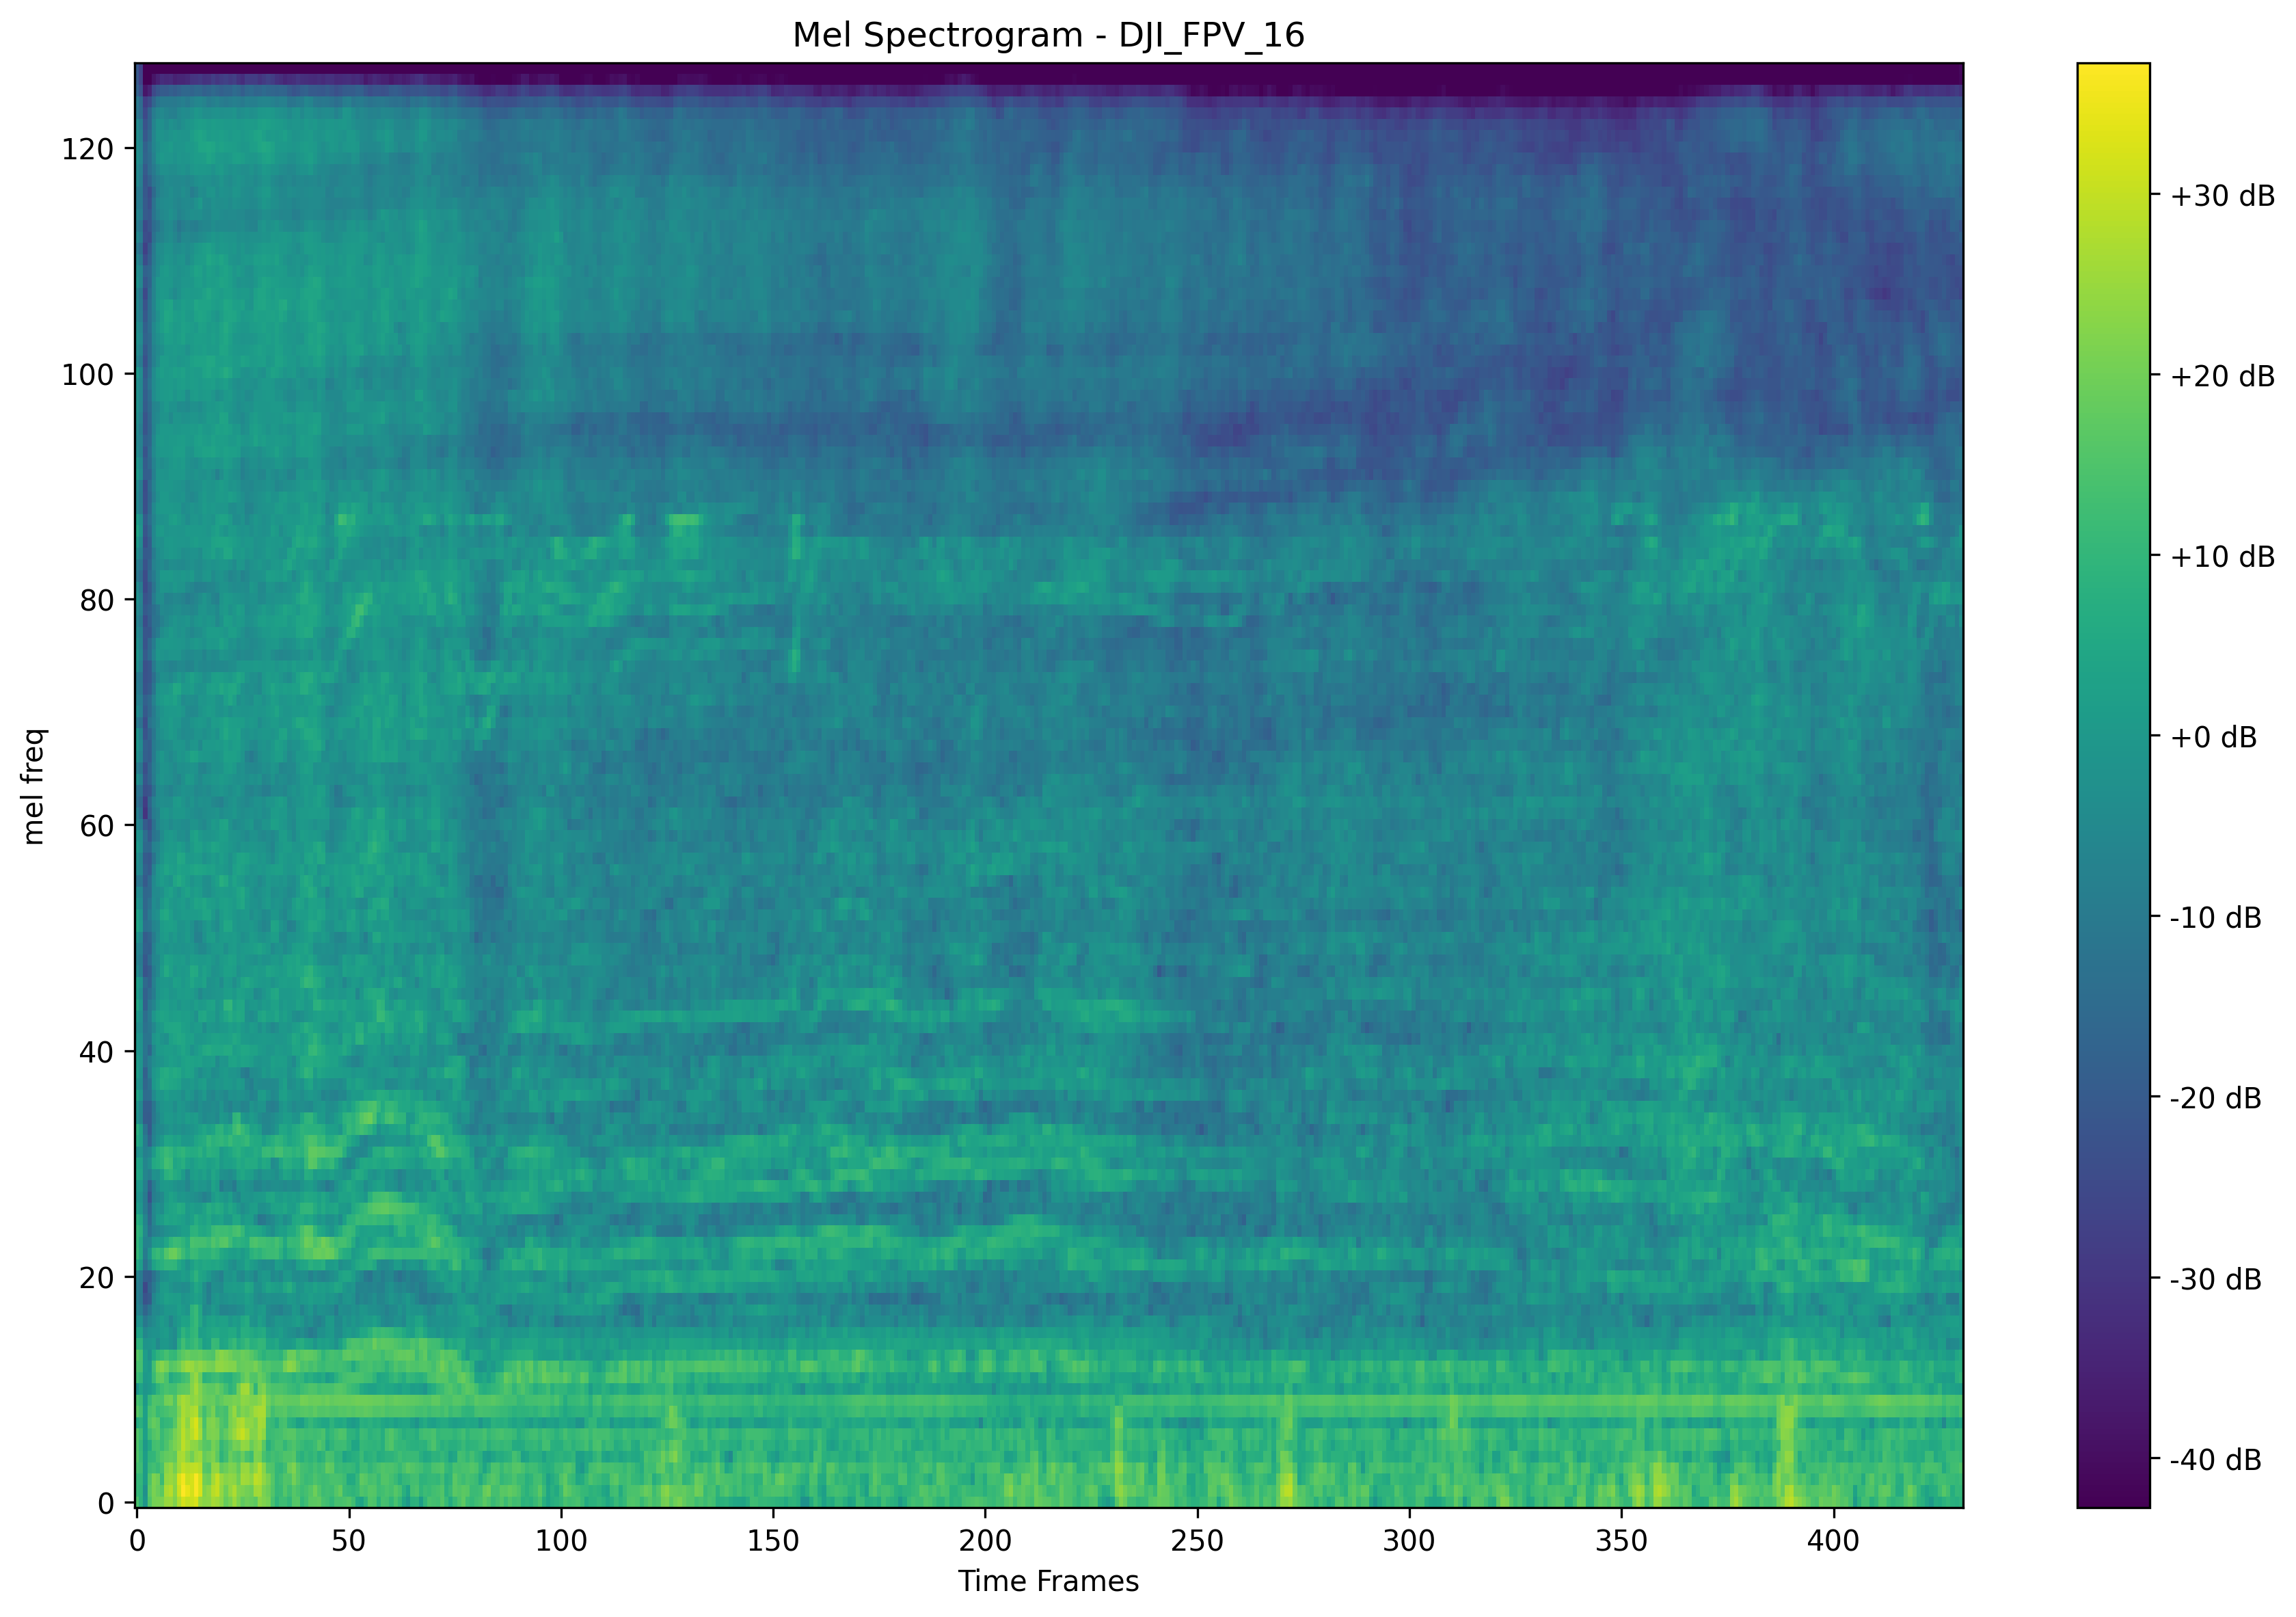 Mel Spectrogram - DJI_FPV_16
mel freq
120
100
80
60
40
20
0
0 50 100 150 200 250 300 350 400
Time Frames
+30 dB
+20 dB
+10 dB
+0 dB
-10 dB
-20 dB
-30 dB
-40 dB